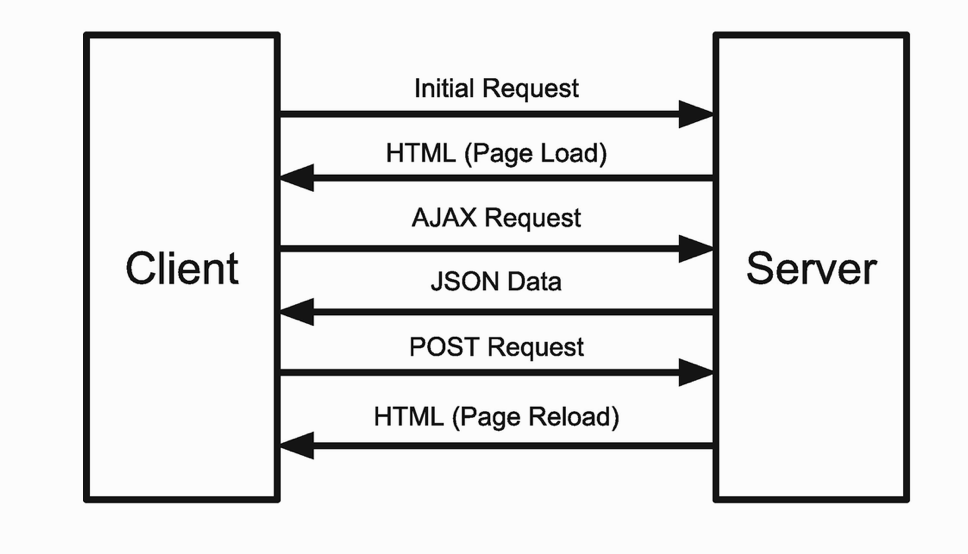 Initial Request
HTML (Page Load)
AJAX Request
Client
Server
JSON Data
POST Request
HTML (Page Reload)